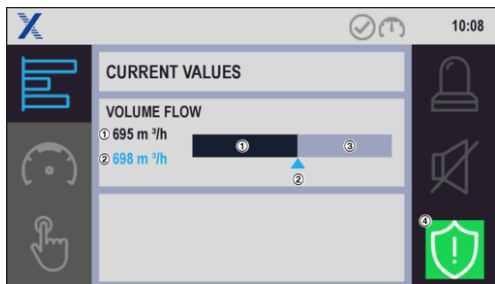 X
10:08
CURRENT VALUES
VOLUME FLOW
① 695 m ³/h
② 698 m ³/h
① ③
②
④
!